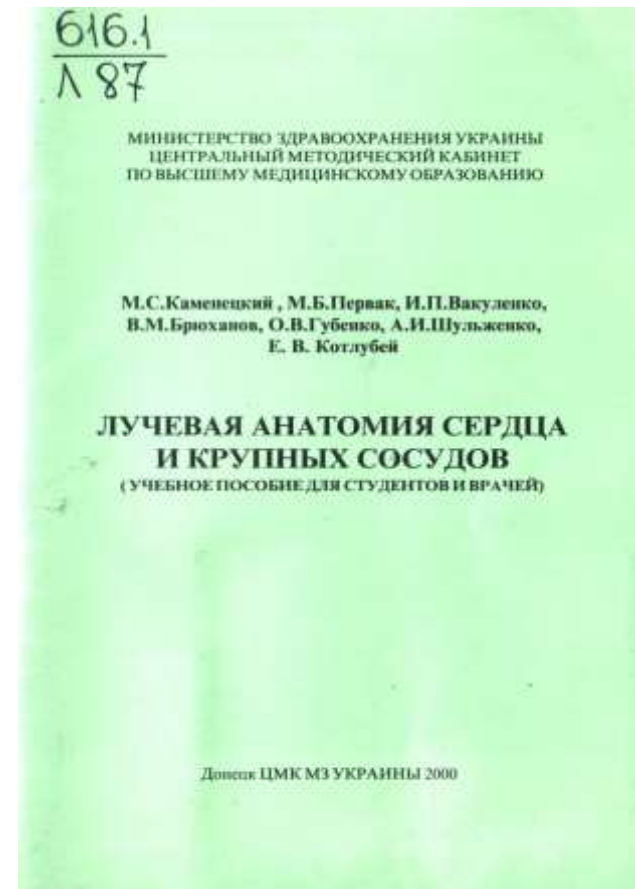 616.1
Л 87
МИНИСТЕРСТВО ЗДРАВООХРАНЕНИЯ УКРАИНЫ
ЦЕНТРАЛЬНЫЙ МЕТОДИЧЕСКИЙ КАБИНЕТ
ПО ВЫСШЕМУ МЕДИЦИНСКОМУ ОБРАЗОВАНИЮ
М.С.Каменецкий , М.Б.Первак, И.П.Вакуленко,
В.М.Брюханов, О.В.Губенко, А.И.Шульженко,
Е. В. Котлубей
ЛУЧЕВАЯ АНАТОМИЯ СЕРДЦА
И КРУПНЫХ СОСУДОВ
( УЧЕБНОЕ ПОСОБИЕ ДЛЯ СТУДЕНТОВ И ВРАЧЕЙ)
Донецк ЦМК МЗ УКРАИНЫ 2000